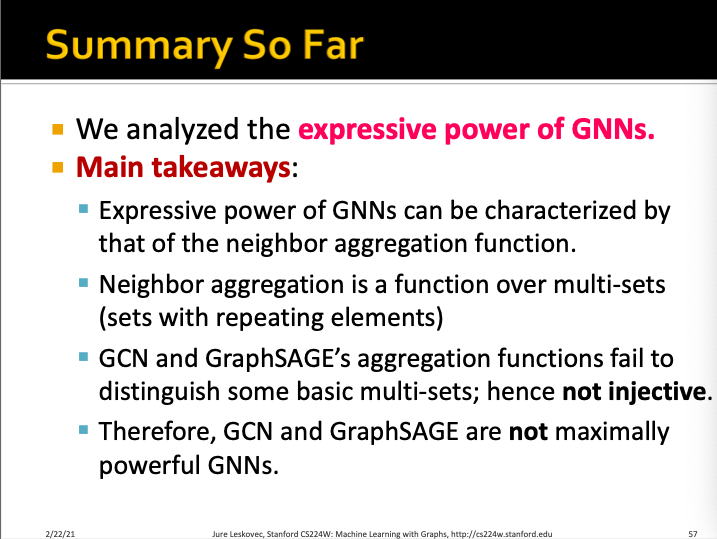 Summary So Far
We analyzed the expressive power of GNNs.
Main takeaways:
Expressive power of GNNs can be characterized by
that of the neighbor aggregation function.
Neighbor aggregation is a function over multi-sets
(sets with repeating elements)
GCN and GraphSAGE’s aggregation functions fail to
distinguish some basic multi-sets; hence not injective.
Therefore, GCN and GraphSAGE are not maximally
powerful GNNs.
2/22/21
Jure Leskovec, Stanford CS224W: Machine Learning with Graphs, http://cs224w.stanford.edu
57